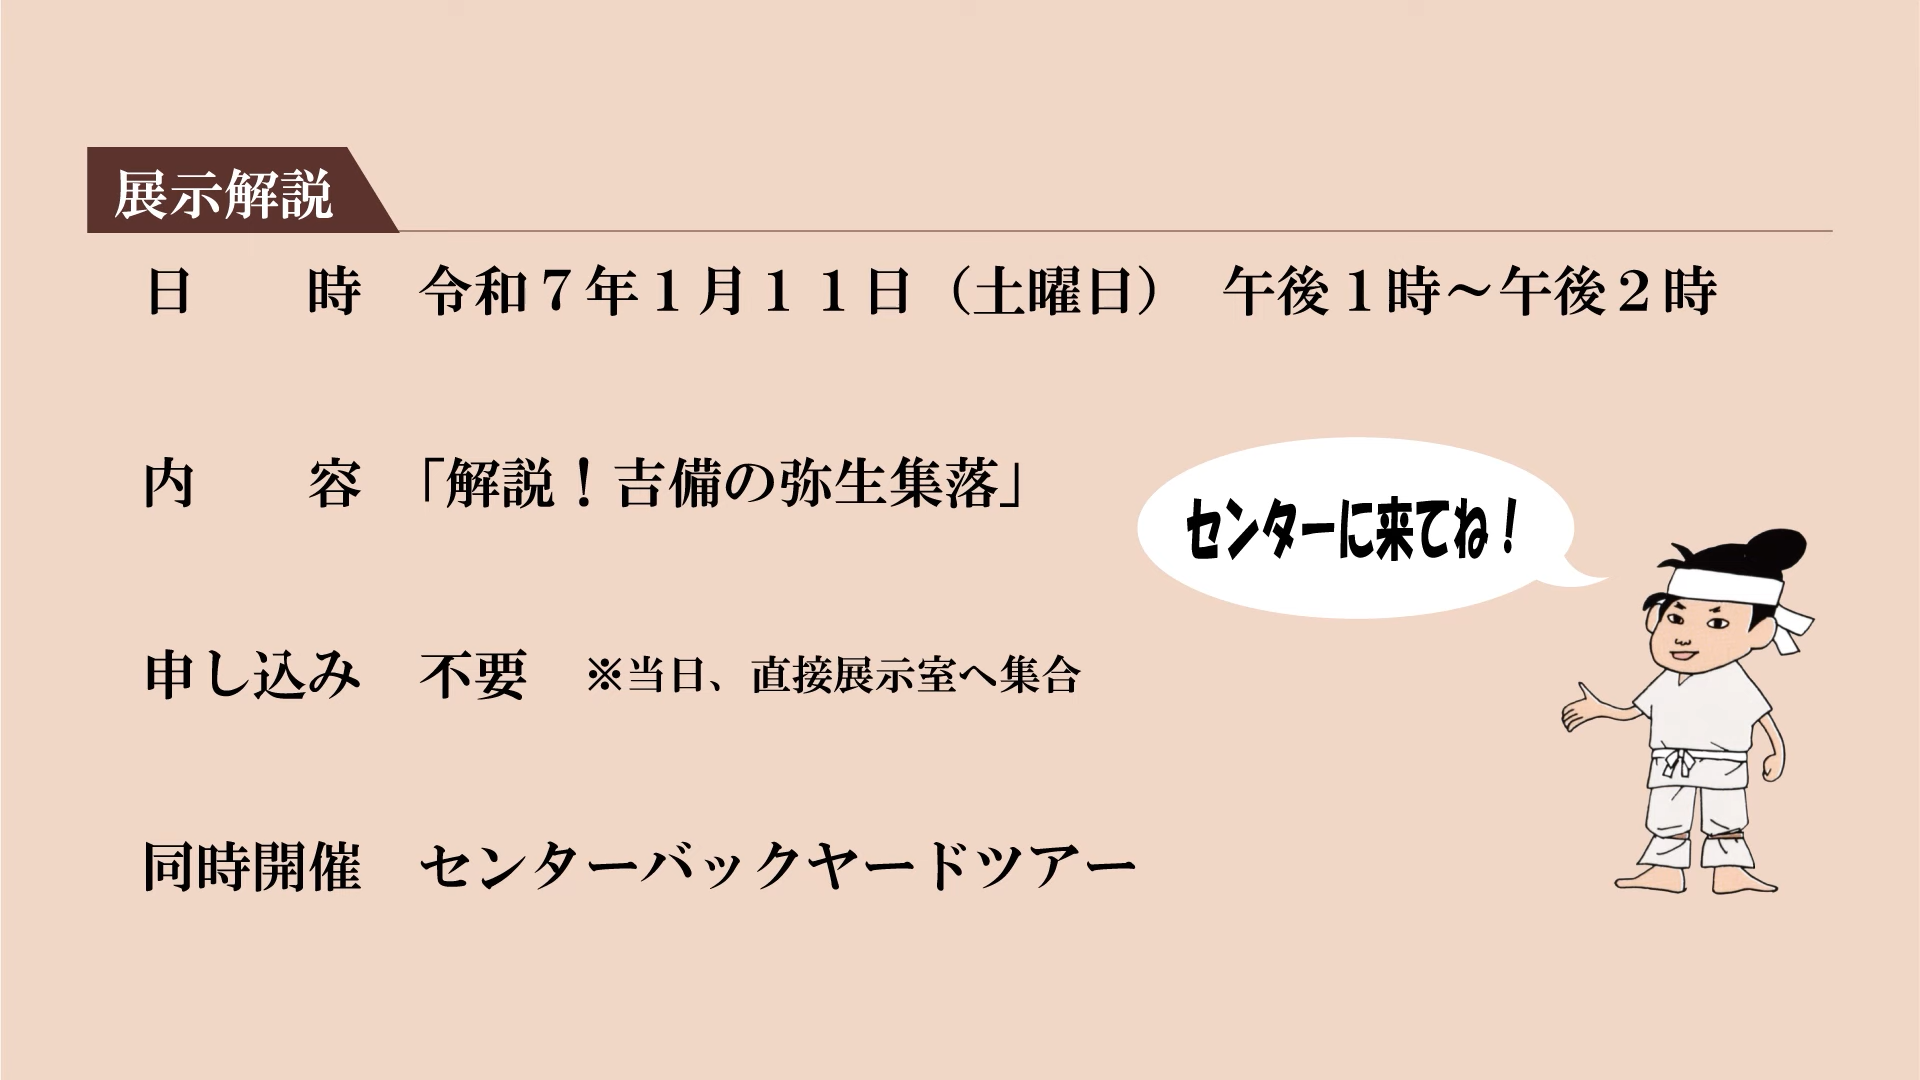 展示解説
日　　時　令和７年１月１１日（土曜日）　午後１時～午後２時
内　　容　「解説！吉備の弥生集落」
センターに来てね！
申し込み　不要　※当日、直接展示室へ集合
同時開催　センターバックヤードツアー